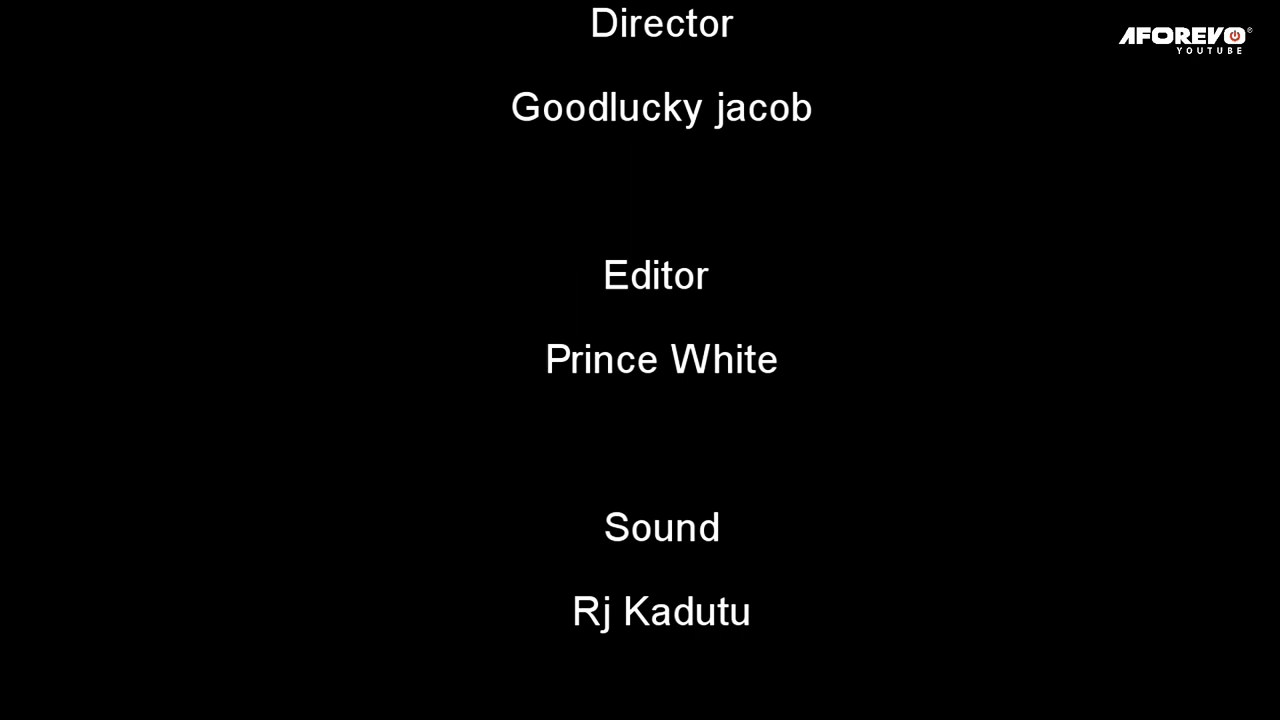 Director
AFOREVO®
YOUTUBE
Goodlucky jacob
Editor
Prince White
Sound
Rj Kadutu